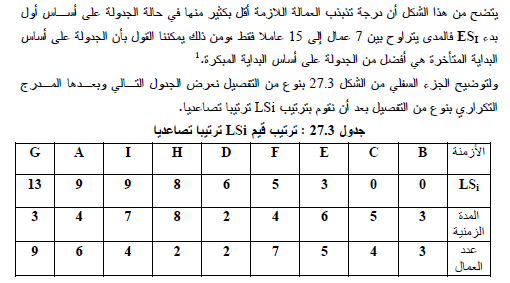 يتضح من هذا الشكل أن درجة تتبذب العمالة اللازمة أقل بكثير منها في حالة الجدولة على أســاس أول
بدء ESI فالمدى يتراوح بين 7 عمال إلى 15 عاملا فقط ،ومن ذلك يمكننا القول بأن الجدولة على أساس
البداية المتأخرة هي أفضل من الجدولة على أساس البداية المبكرة.1
ولتوضيح الجزء السفلي من الشكل 27.3 بنوع من التفصيل نعرض الجدول التــالي وبعــدها المــدرج
التكراري بنوع من التفصيل بعد أن نقوم بترتيب LSi ترتيبا تصاعديا.
جدول 27.3 : ترتيب قيم LSi ترتيبا تصاعديا
الأزمنة B C E F D H I A G
LSi 0 0 3 5 6 8 9 9 13
المدة الزمنية 3 5 6 4 2 8 7 4 3
عدد العمال 3 4 5 7 2 2 4 6 9